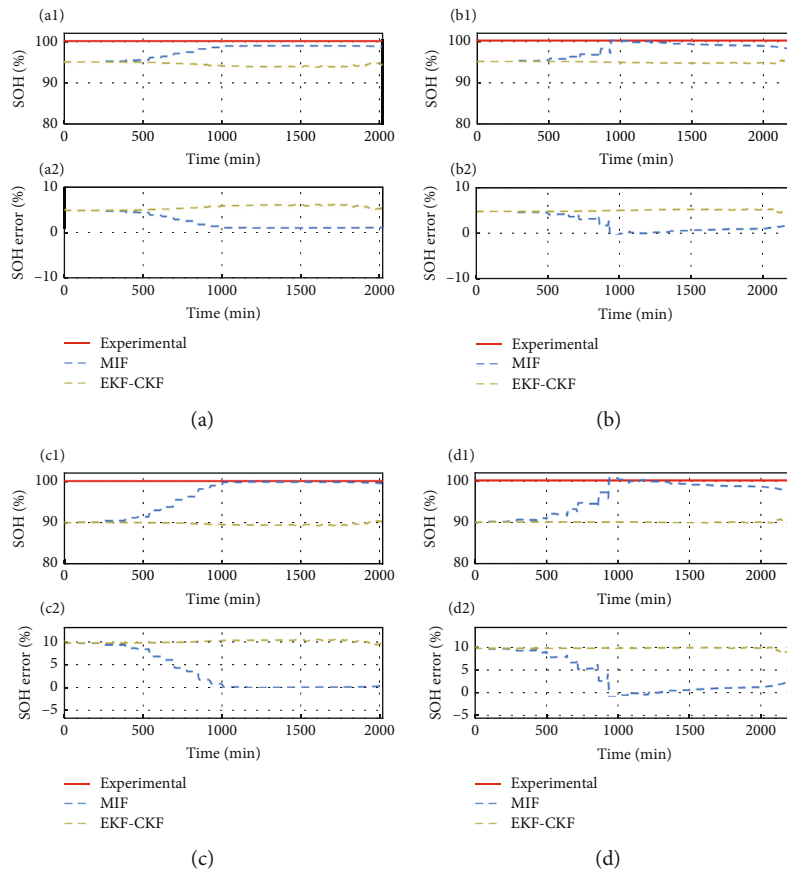 (a1)
100
95
90
80
SOH (%)
0 500 1000 1500 2000
Time (min)
(a2)
10
0
−10
SOH error (%)
0 500 1000 1500 2000
Time (min)
Experimental
MIF
EKF-CKF
(a)
(b1)
100
95
90
80
SOH (%)
0 500 1000 1500 2000
Time (min)
(b2)
10
0
−10
SOH error (%)
0 500 1000 1500 2000
Time (min)
Experimental
MIF
EKF-CKF
(b)
(c1)
100
90
80
SOH (%)
0 500 1000 1500 2000
Time (min)
(c2)
10
5
0
−5
SOH error (%)
0 500 1000 1500 2000
Time (min)
Experimental
MIF
EKF-CKF
(c)
(d1)
100
90
80
SOH (%)
0 500 1000 1500 2000
Time (min)
(d2)
10
5
0
−5
SOH error (%)
0 500 1000 1500 2000
Time (min)
Experimental
MIF
EKF-CKF
(d)